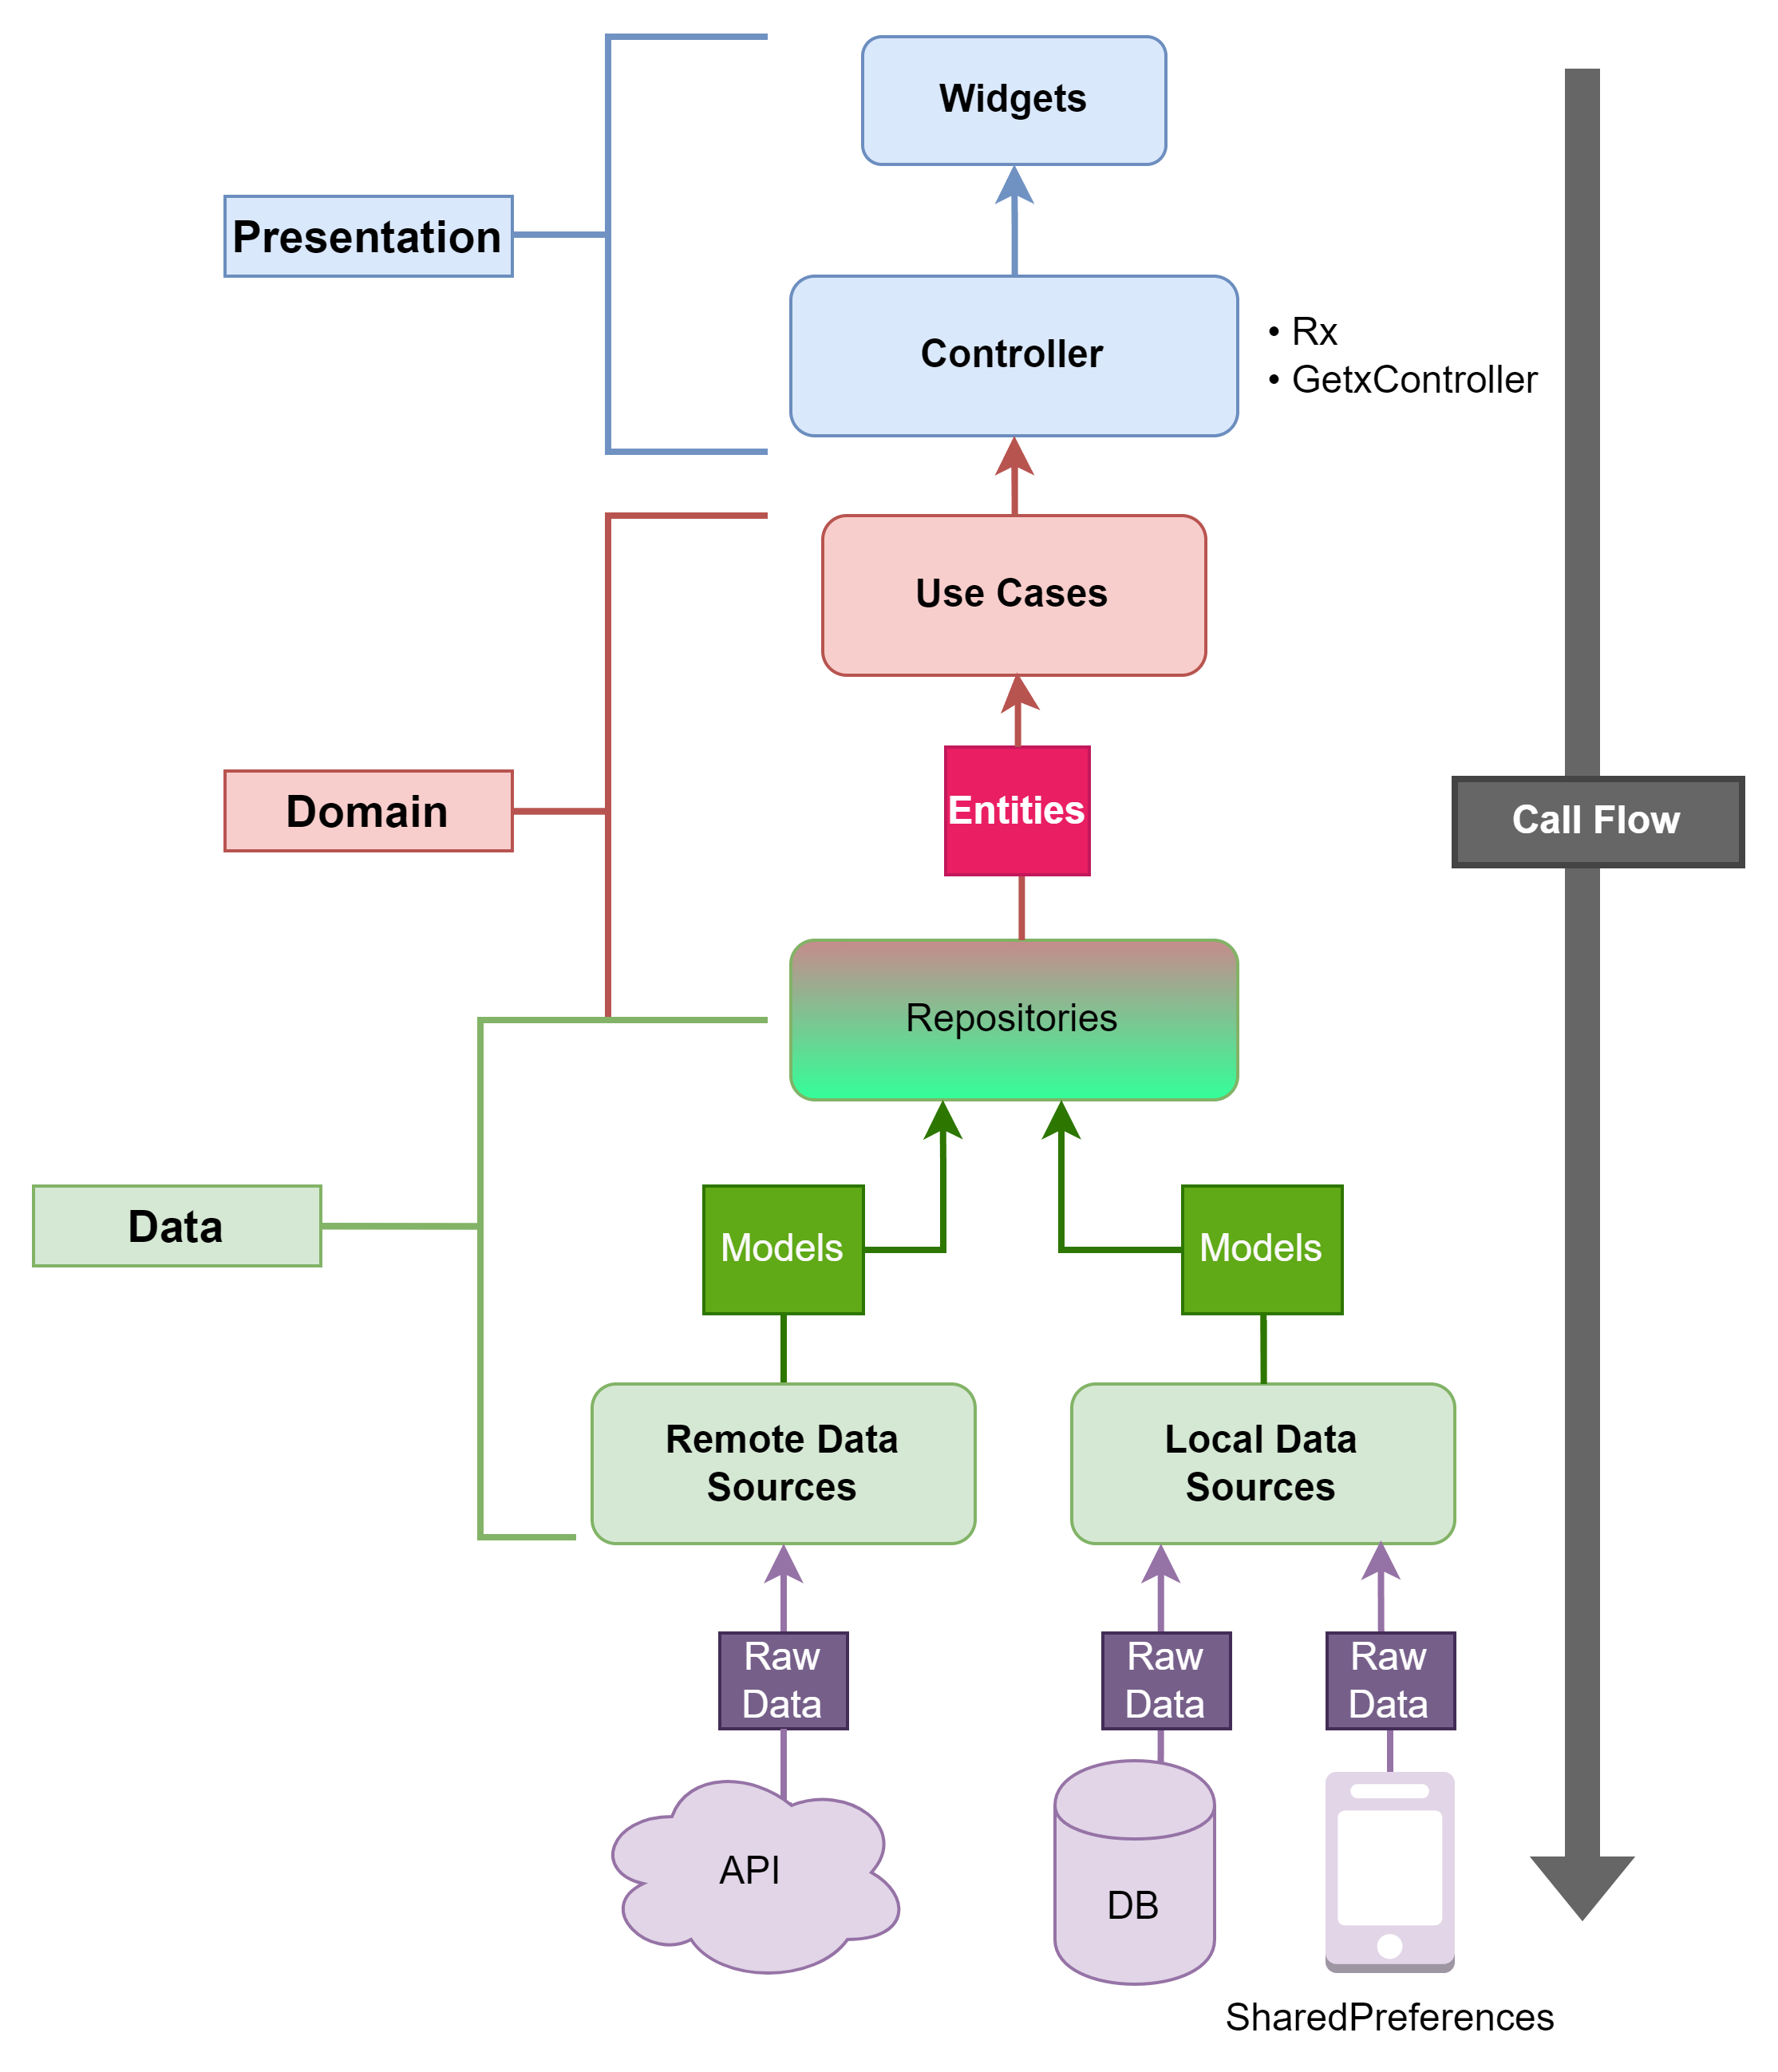 Widgets
Presentation
Controller
• Rx
• GetxController
Use Cases
Domain
Entities
Call Flow
Repositories
Data
Models
Models
Remote Data
Sources
Local Data
Sources
Raw
Data
Raw
Data
Raw
Data
API
DB
SharedPreferences